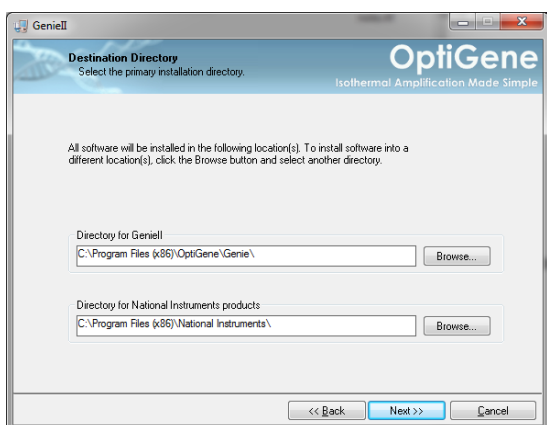 GenieII
Destination Directory
Select the primary installation directory.
OptiGene
Isothermal Amplification Made Simple
All software will be installed in the following location(s). To install software into a
different location(s), click the Browse button and select another directory.
Directory for GenieII
C:\Program Files (x86)\OptiGene\Genie\
Browse...
Directory for National Instruments products
C:\Program Files (x86)\National Instruments\
Browse...
<< Back
Next >>
Cancel